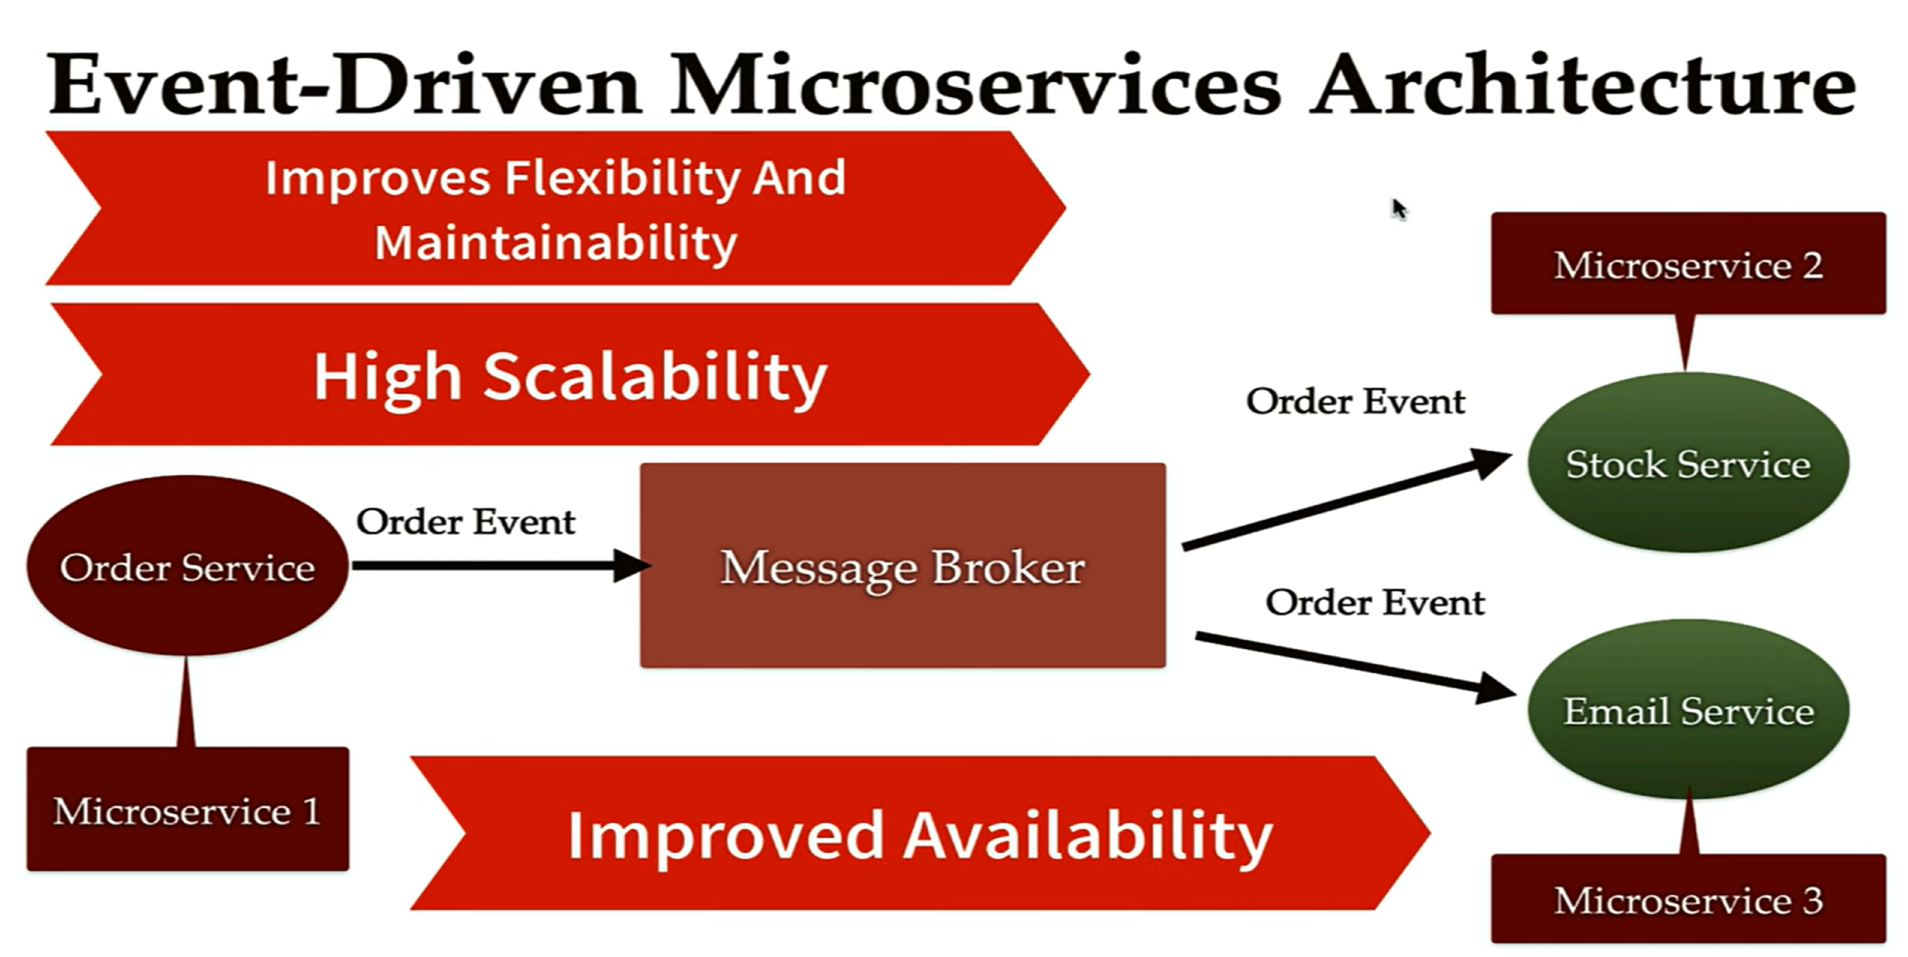 Event-Driven Microservices Architecture
Improves Flexibility And
Maintainability
High Scalability
Microservice 2
Order Event
Stock Service
Order Event
Order Service
Message Broker
Order Event
Email Service
Microservice 1
Improved Availability
Microservice 3